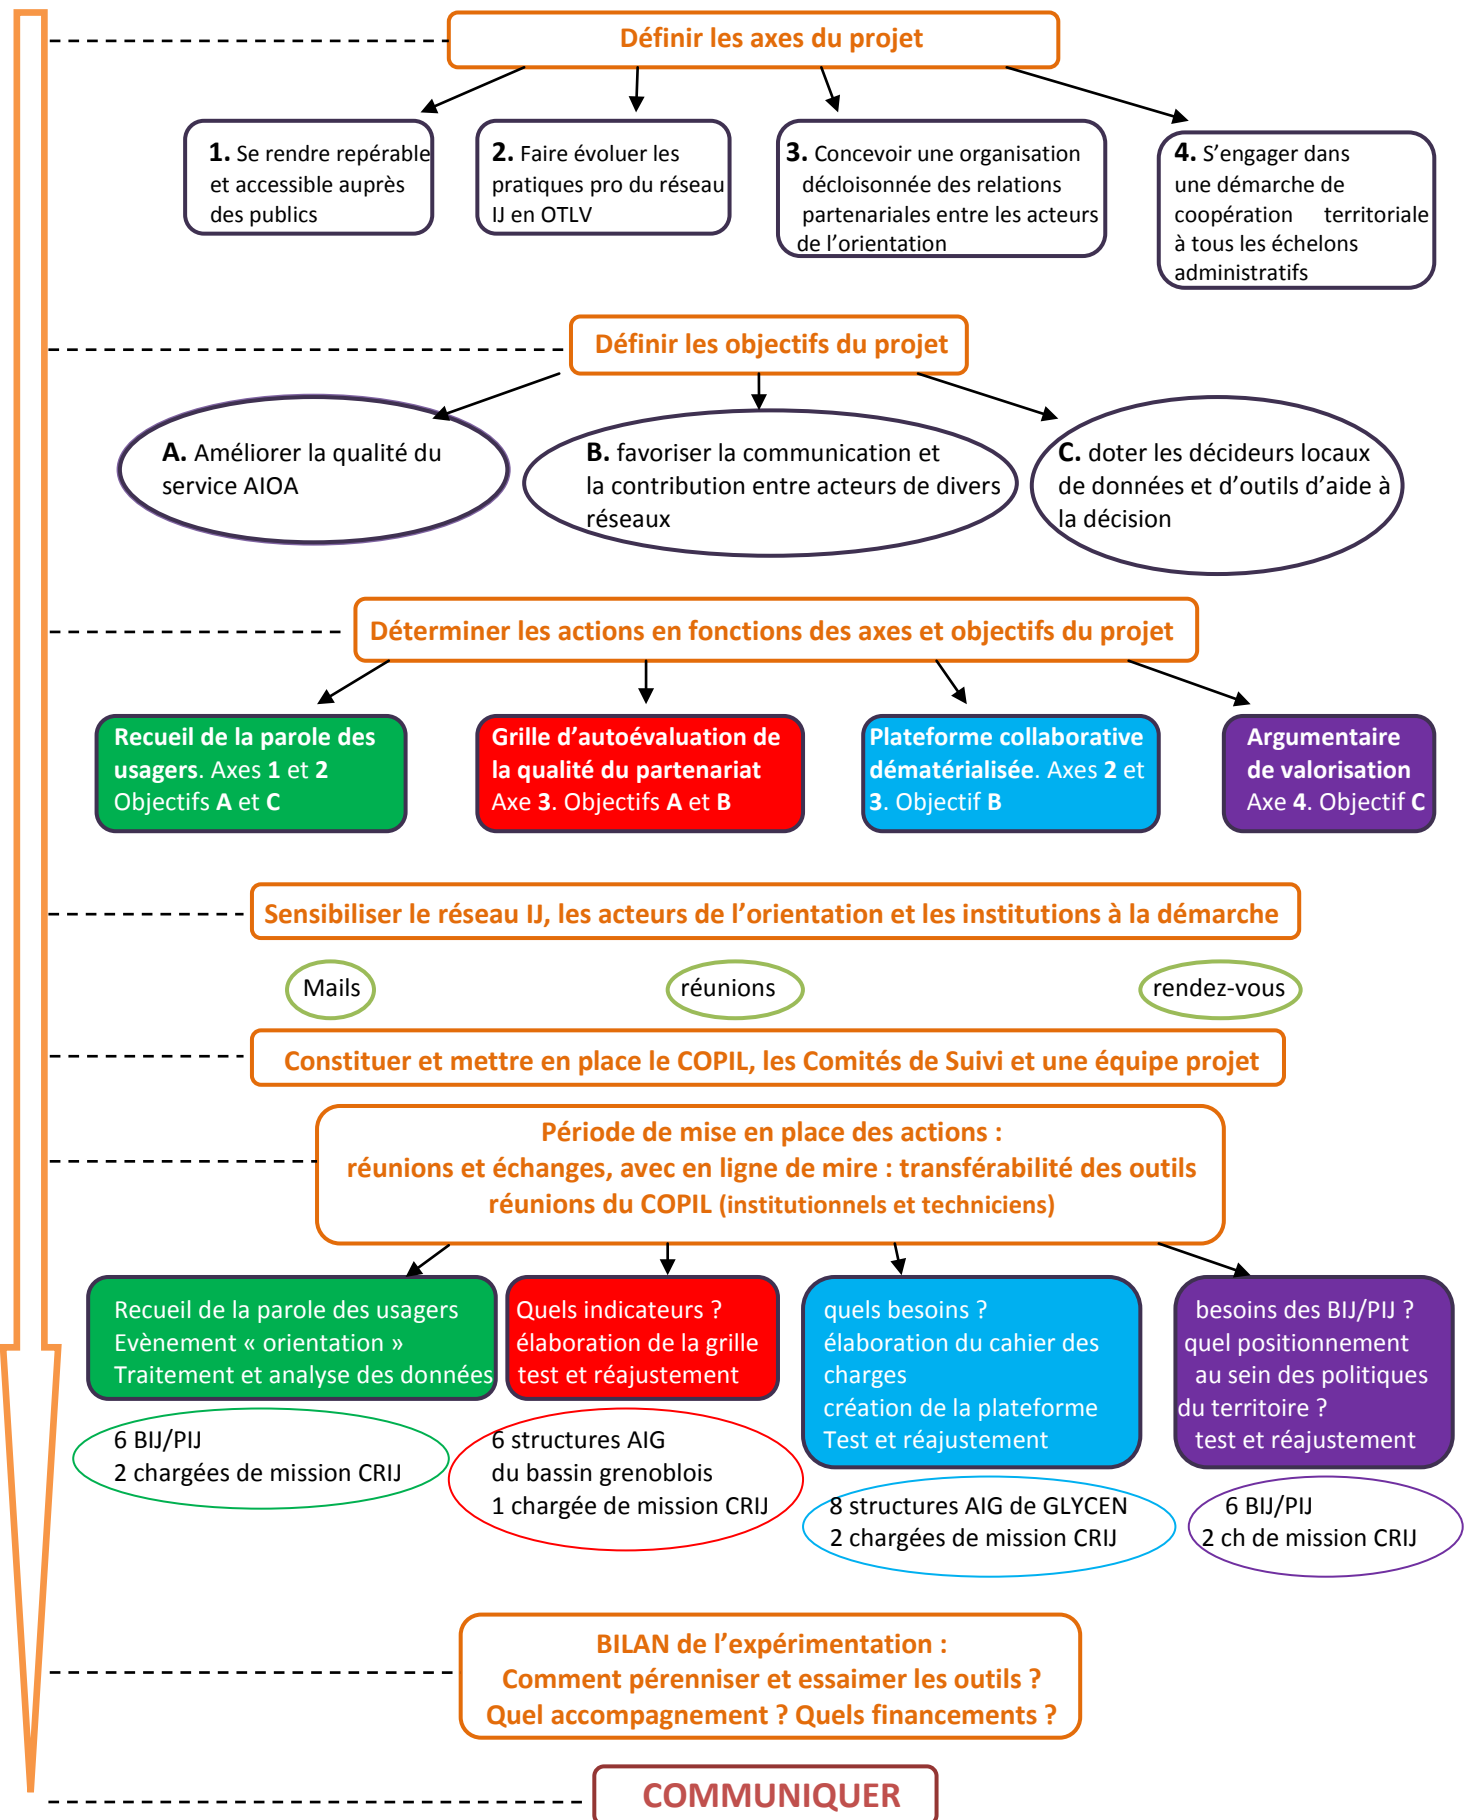 Définir les axes du projet
1. Se rendre repérable
et accessible auprès
des publics
2. Faire évoluer les
pratiques pro du réseau
IJ en OTLV
3. Concevoir une organisation
décloisonnée des relations
partenariales entre les acteurs
de l’orientation
4. S’engager dans
une démarche de
coopération territoriale
à tous les échelons
administratifs
Définir les objectifs du projet
A. Améliorer la qualité du
service AIOA
B. favoriser la communication et
la contribution entre acteurs de divers
réseaux
C. doter les décideurs locaux
de données et d’outils d’aide à
la décision
Déterminer les actions en fonctions des axes et objectifs du projet
Recueil de la parole des
usagers. Axes 1 et 2
Objectifs A et C
Grille d’autoévaluation de
la qualité du partenariat
Axe 3. Objectifs A et B
Plateforme collaborative
dématérialisée. Axes 2 et
3. Objectif B
Argumentaire
de valorisation
Axe 4. Objectif C
Sensibiliser le réseau IJ, les acteurs de l’orientation et les institutions à la démarche
Mails
réunions
rendez-vous
Constituer et mettre en place le COPIL, les Comités de Suivi et une équipe projet
Période de mise en place des actions :
réunions et échanges, avec en ligne de mire : transférabilité des outils
réunions du COPIL (institutionnels et techniciens)
Recueil de la parole des usagers
Evènement « orientation »
Traitement et analyse des données
Quels indicateurs ?
élaboration de la grille
test et réajustement
quels besoins ?
élaboration du cahier des
charges
création de la plateforme
Test et réajustement
besoins des BIJ/PIJ ?
quel positionnement
au sein des politiques
du territoire ?
test et réajustement
6 BIJ/PIJ
2 chargées de mission CRIJ
6 structures AIG
du bassin grenoblois
1 chargée de mission CRIJ
8 structures AIG de GLYCEN
2 chargées de mission CRIJ
6 BIJ/PIJ
2 ch de mission CRIJ
BILAN de l’expérimentation :
Comment pérenniser et essaimer les outils ?
Quel accompagnement ? Quels financements ?
COMMUNIQUER